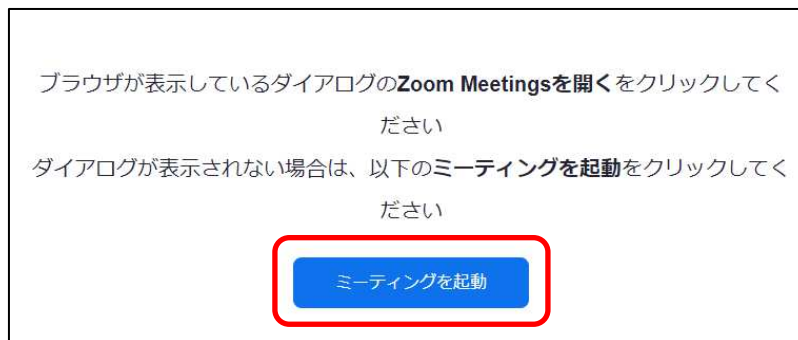 ブラウザが表示しているダイアログのZoom Meetingsを開くをクリックしてく
ださい
ダイアログが表示されない場合は、以下のミーティングを起動をクリックしてく
ださい
ミーティングを起動